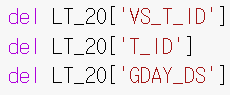 del LT_20['VS_T_ID']
del LT_20['T_ID']
del LT_20['GDAY_DS']